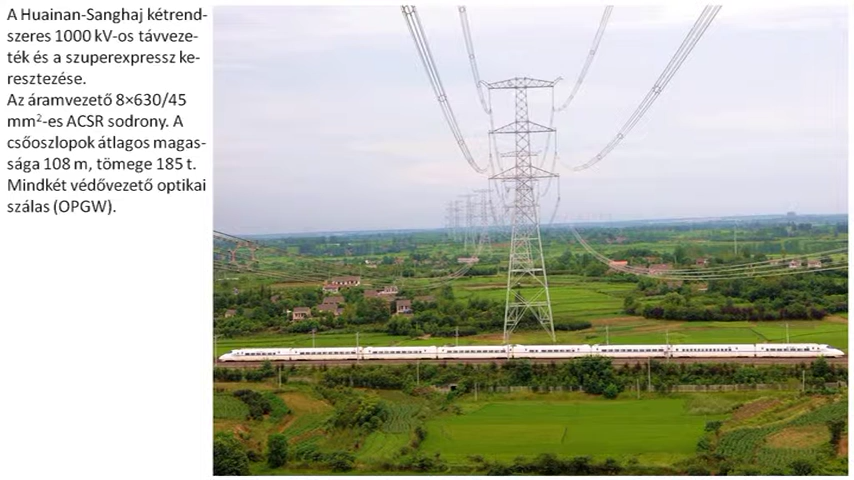 A Huainan-Sanghaj kétrend-
szeres 1000 kV-os távveze-
ték és a szuperexpressz ke-
resztezése.
Az áramvezető 8×630/45
mm²-es ACSR sodrony. A
csőoszlopok átlagos magas-
sága 108 m, tömege 185 t.
Mindkét védővezető optikai
szálas (OPGW).